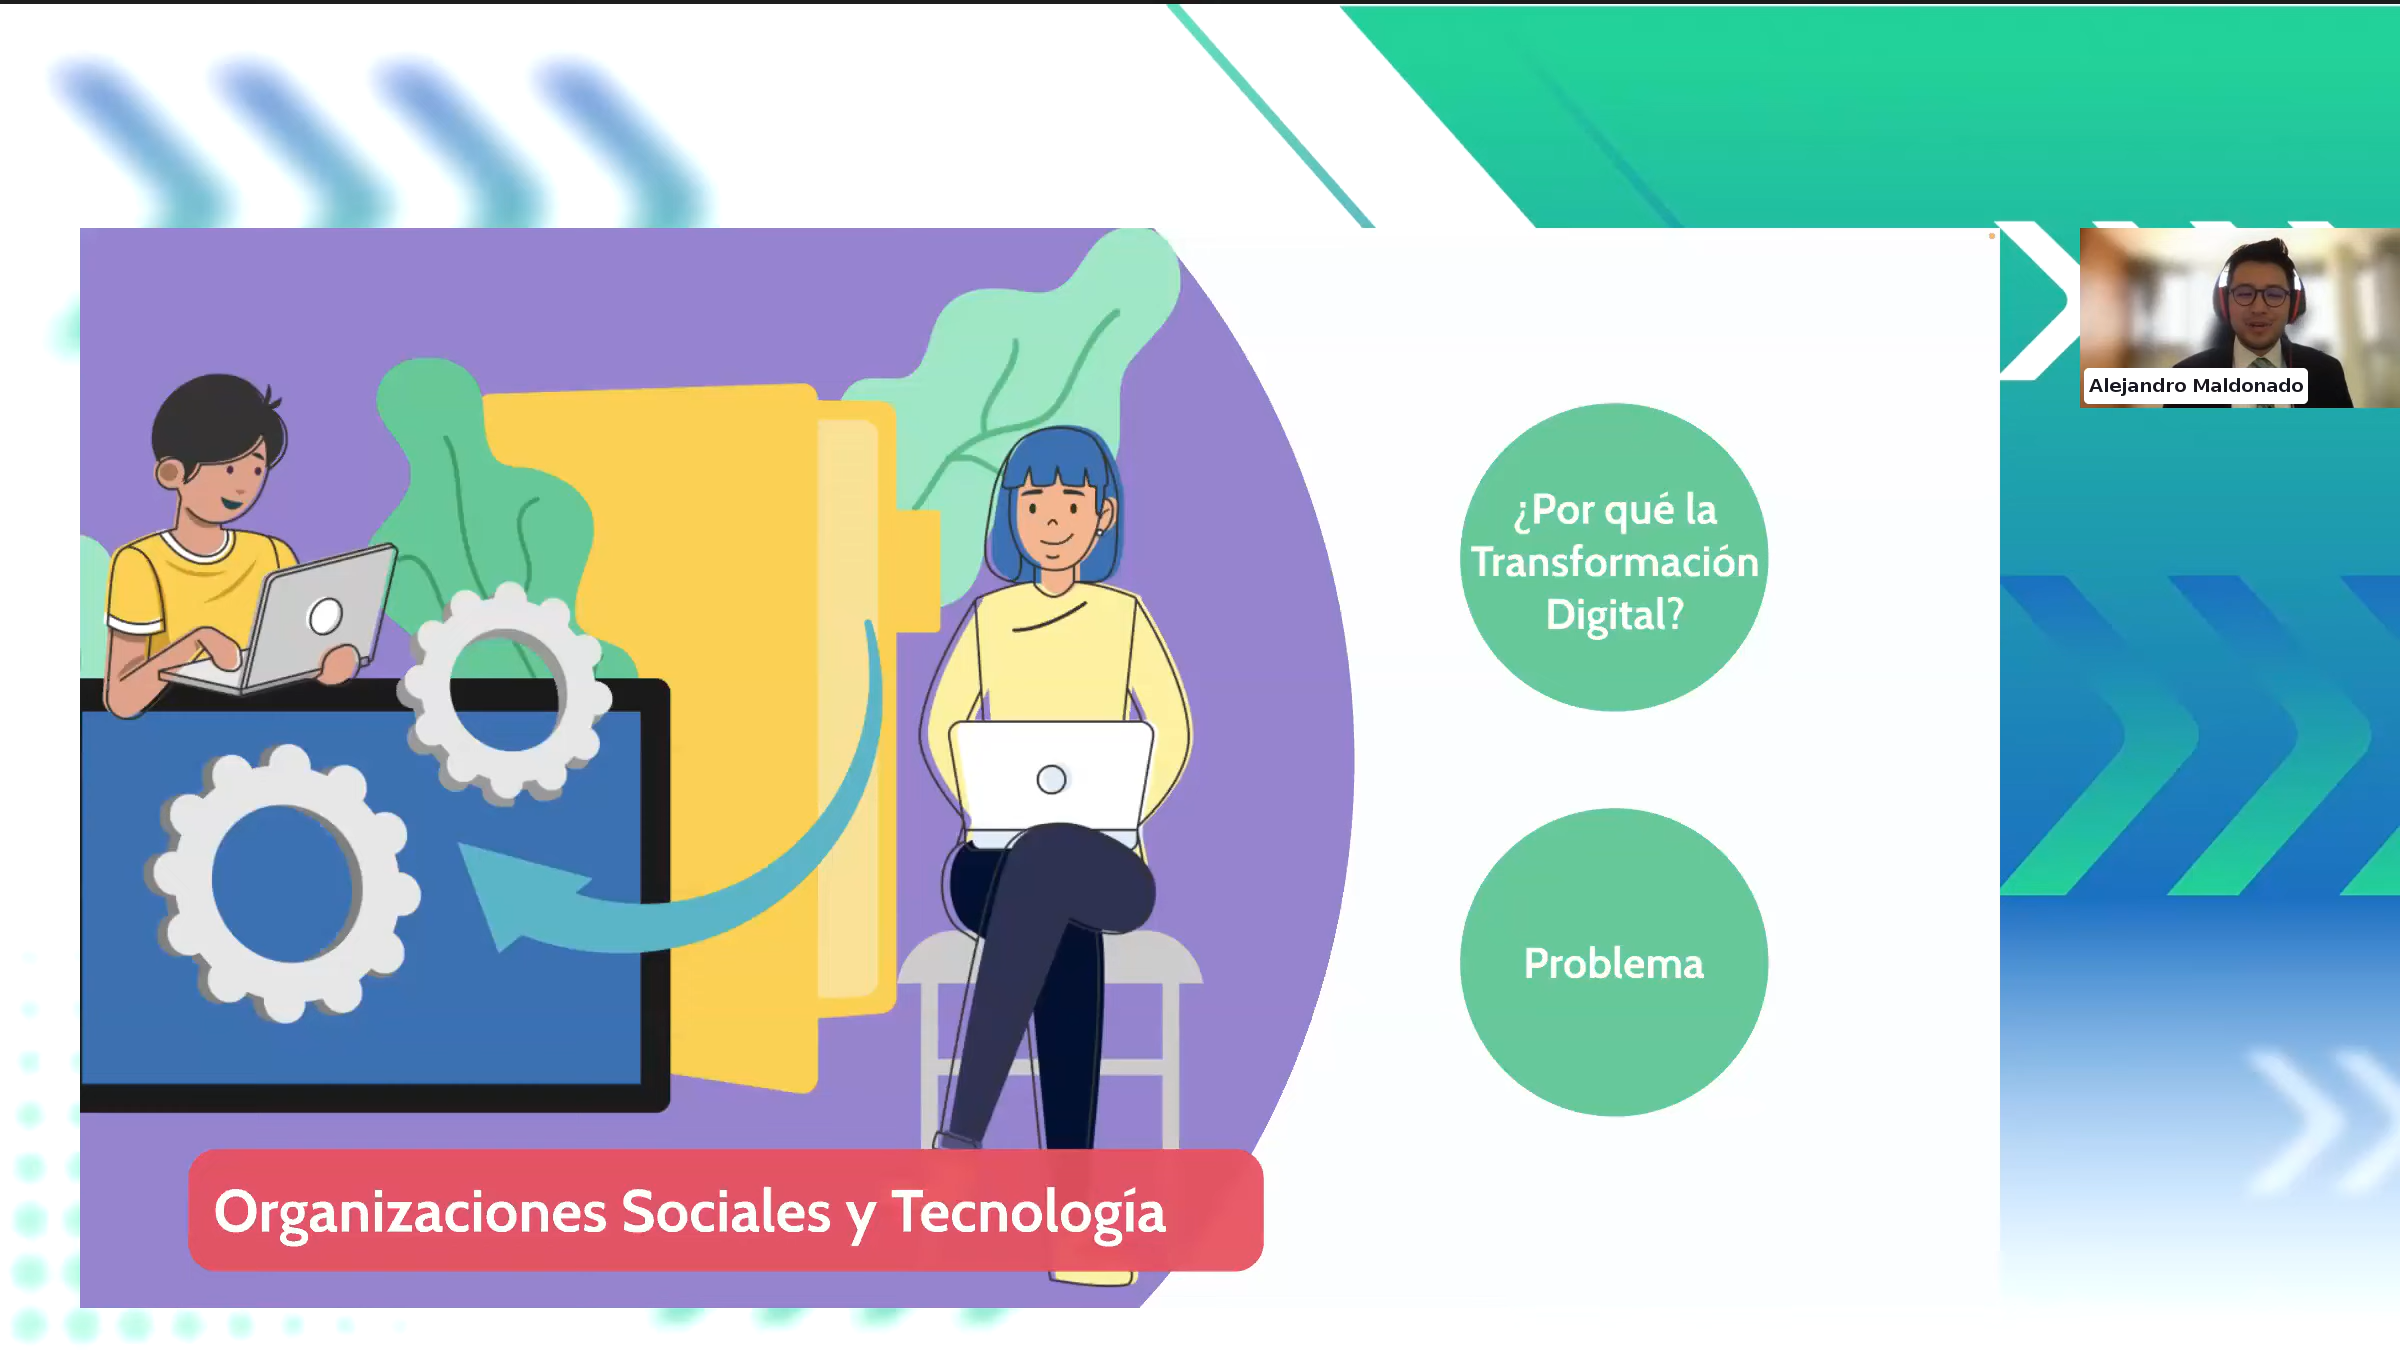 ¿Por qué la
Transformación
Digital?
Problema
Organizaciones Sociales y Tecnología
Alejandro Maldonado